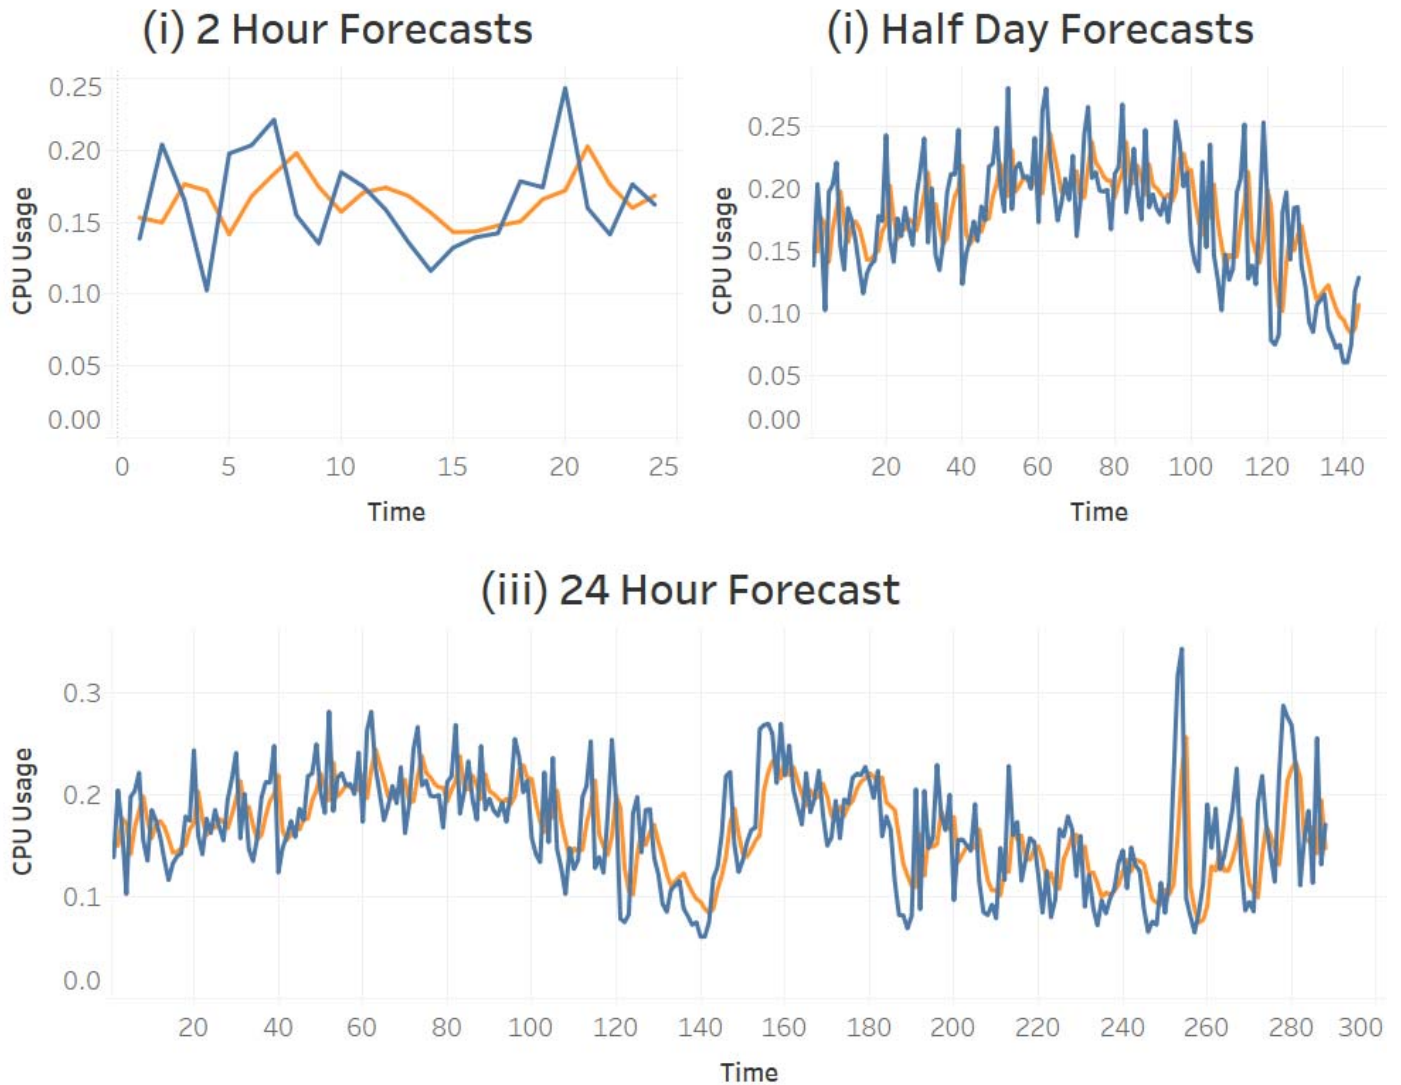 (i) 2 Hour Forecasts
0.25
0.20
0.15
0.10
0.05
0.00
CPU Usage
0 5 10 15 20 25
Time
(i) Half Day Forecasts
0.25
0.20
0.15
0.10
0.05
0.00
CPU Usage
20 40 60 80 100 120 140
Time
(iii) 24 Hour Forecast
0.3
0.2
0.1
0.0
CPU Usage
20 40 60 80 100 120 140 160 180 200 220 240 260 280 300
Time